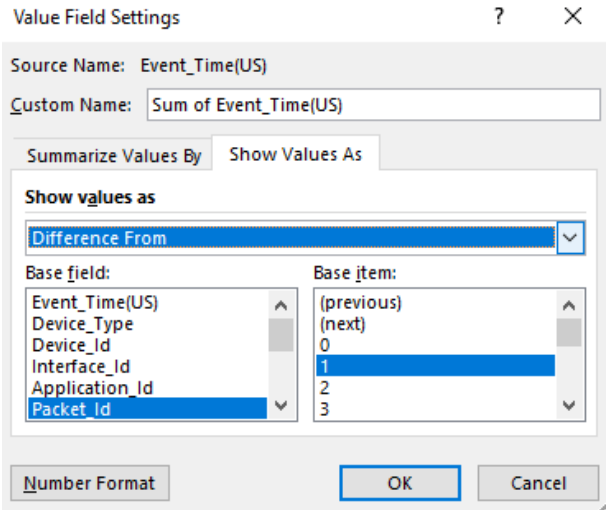 Value Field Settings ? X
Source Name: Event_Time(US)
Custom Name: Sum of Event_Time(US)
Summarize Values By Show Values As
Show values as
Difference From
Base field: Base item:
Event_Time(US) (previous)
Device_Type (next)
Device_Id 0
Interface_Id 1
Application_Id 2
Packet_Id 3
Number Format OK Cancel